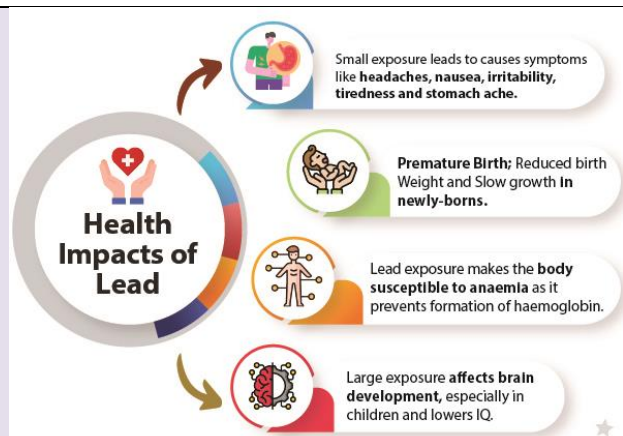 Health
Impacts of
Lead
Small exposure leads to causes symptoms
like headaches, nausea, irritability,
tiredness and stomach ache.
Premature Birth; Reduced birth
Weight and Slow growth in
newly-borns.
Lead exposure makes the body
susceptible to anaemia as it
prevents formation of haemoglobin.
Large exposure affects brain
development, especially in
children and lowers IQ.